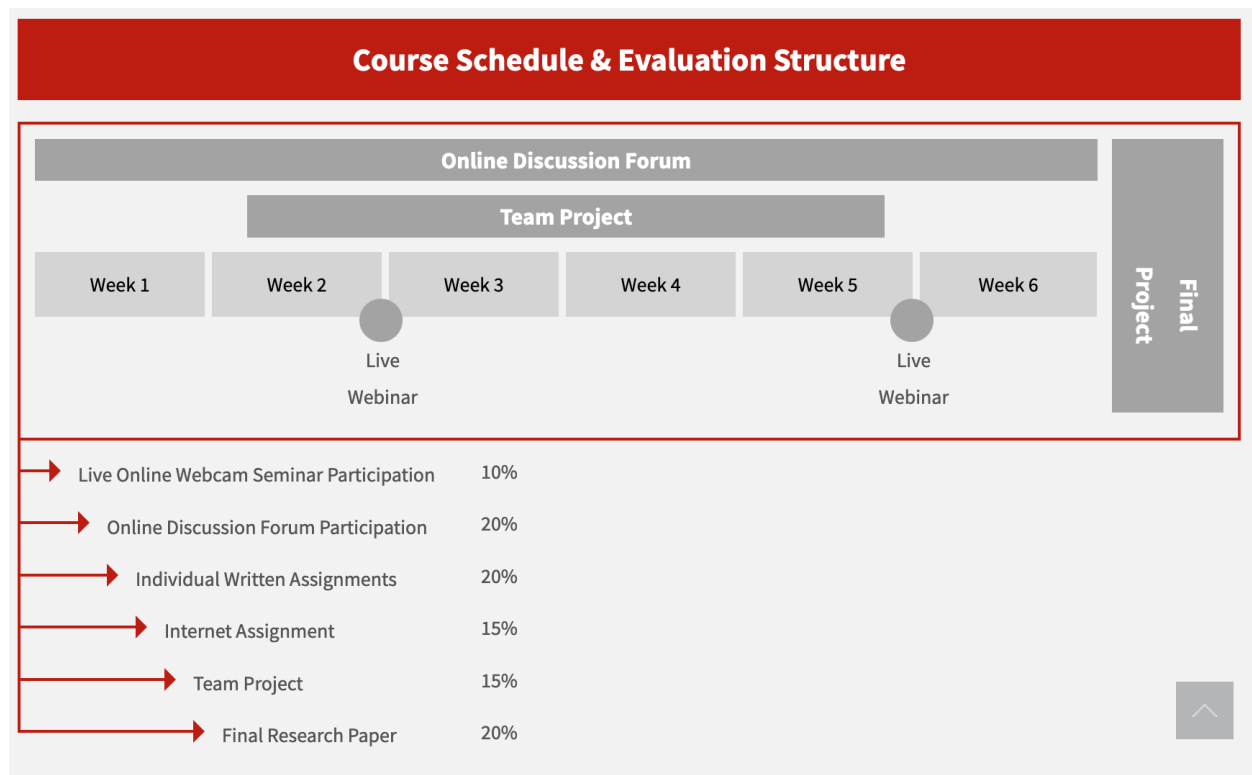 Course Schedule & Evaluation Structure
Online Discussion Forum
Team Project
Week 1
Week 2
Week 3
Week 4
Week 5
Week 6
Live
Webinar
Live
Webinar
Final
Project
Live Online Webcam Seminar Participation 10%
Online Discussion Forum Participation 20%
Individual Written Assignments 20%
Internet Assignment 15%
Team Project 15%
Final Research Paper 20%